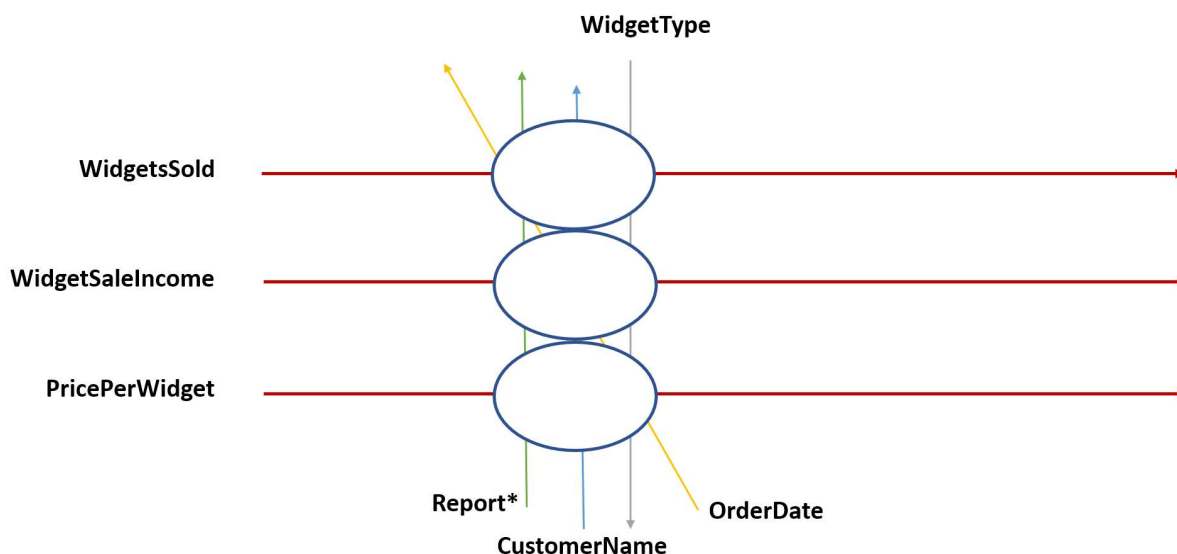 WidgetType
WidgetsSold
WidgetSaleIncome
PricePerWidget
Report*
OrderDate
CustomerName